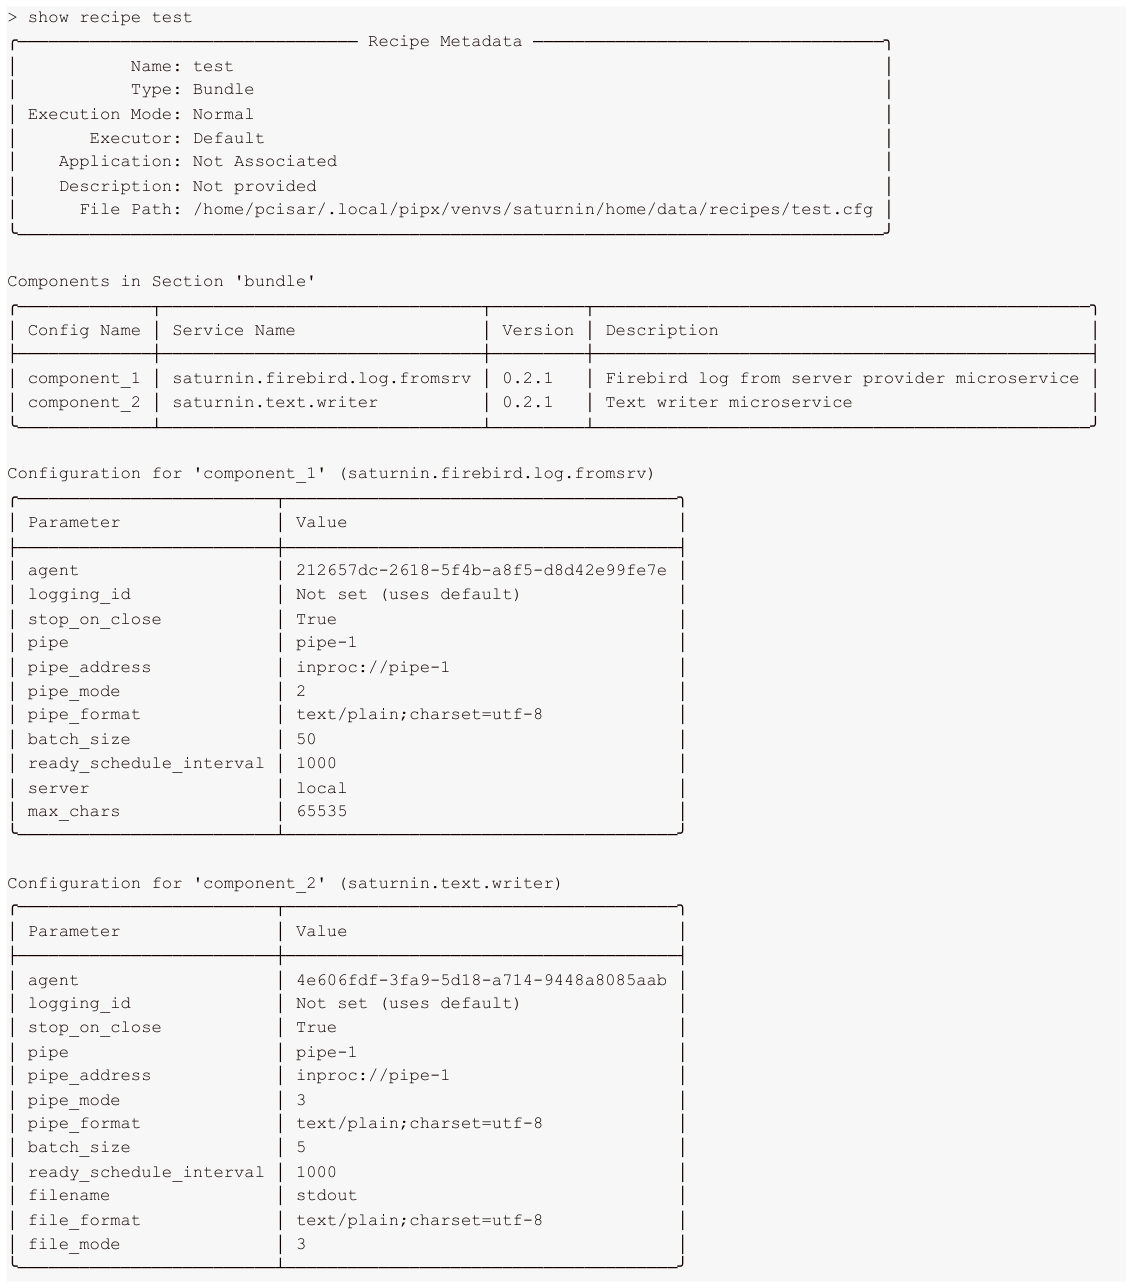 > show recipe test
Recipe Metadata
Name: test
Type: Bundle
Execution Mode: Normal
Executor: Default
Application: Not Associated
Description: Not provided
File Path: /home/pcisar/.local/pipx/venvs/saturnin/home/data/recipes/test.cfg
Components in Section 'bundle'
Config Name | Service Name | Version | Description
component_1 | saturnin.firebird.log.fromsrv | 0.2.1 | Firebird log from server provider microservice
component_2 | saturnin.text.writer | 0.2.1 | Text writer microservice
Configuration for 'component_1' (saturnin.firebird.log.fromsrv)
Parameter | Value
agent | 212657dc-2618-5f4b-a8f5-d8d42e99fe7e
logging_id | Not set (uses default)
stop_on_close | True
pipe | pipe-1
pipe_address | inproc://pipe-1
pipe_mode | 2
pipe_format | text/plain;charset=utf-8
batch_size | 50
ready_schedule_interval | 1000
server | local
max_chars | 65535
Configuration for 'component_2' (saturnin.text.writer)
Parameter | Value
agent | 4e606fdf-3fa9-5d18-a714-9448a8085aab
logging_id | Not set (uses default)
stop_on_close | True
pipe | pipe-1
pipe_address | inproc://pipe-1
pipe_mode | 3
pipe_format | text/plain;charset=utf-8
batch_size | 5
ready_schedule_interval | 1000
filename | stdout
file_format | text/plain;charset=utf-8
file_mode | 3